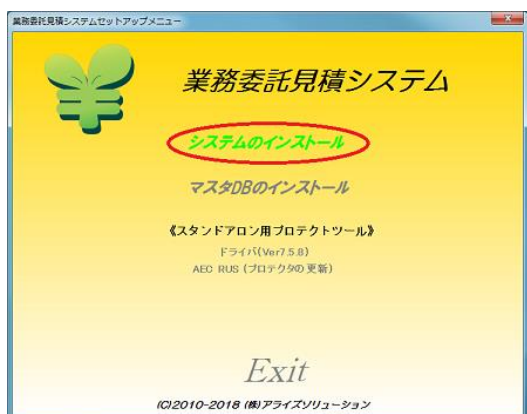 業務委託見積システムセットアップメニュー
業務委託見積システム
システムのインストール
マスタDBのインストール
《スタンドアロン用プロテクトツール》
ドライバ(Ver7.5.8)
AEC RUS (プロテクタの更新)
Exit
(C)2010-2018 (株)アライズソリューション